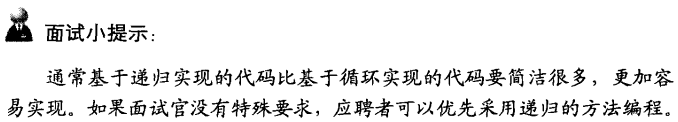 面试小提示：
通常基于递归实现的代码比基于循环实现的代码要简洁很多，更加容
易实现。如果面试官没有特殊要求，应聘者可以优先采用递归的方法编程。